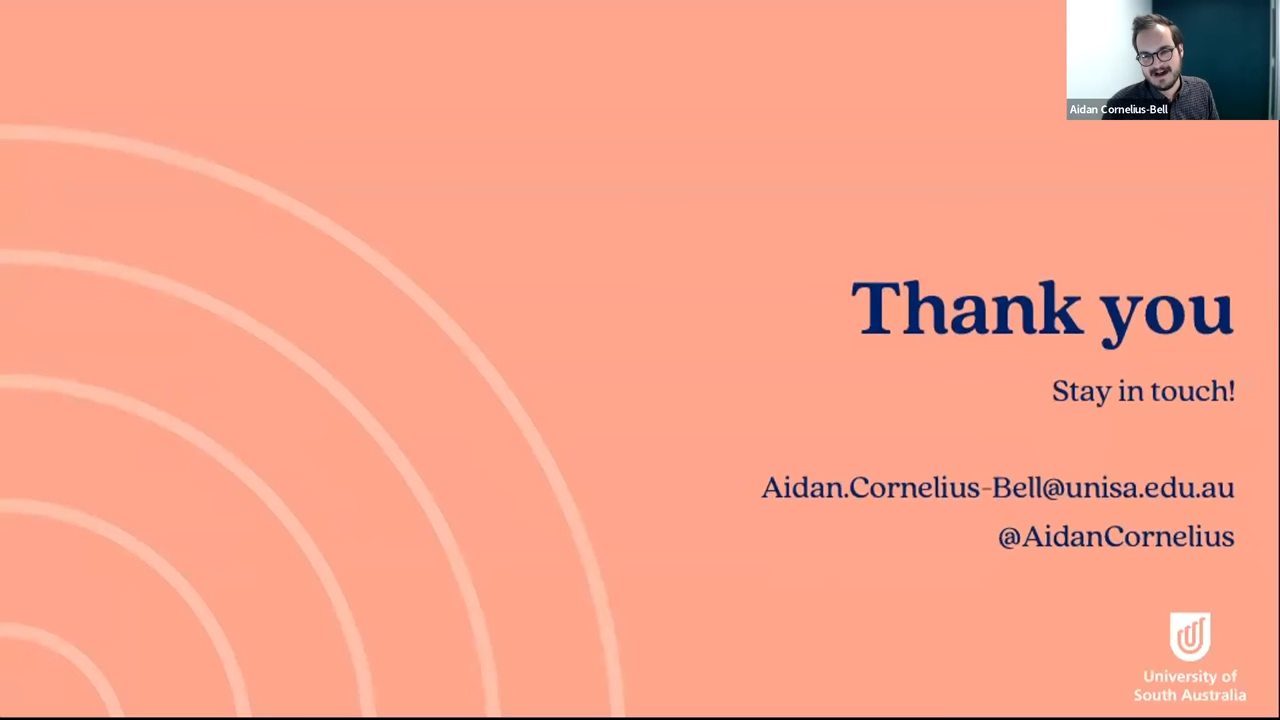 Aidan Cornelius-Bell
Thank you
Stay in touch!
Aidan.Cornelius-Bell@unisa.edu.au
@AidanCornelius
University of
South Australia